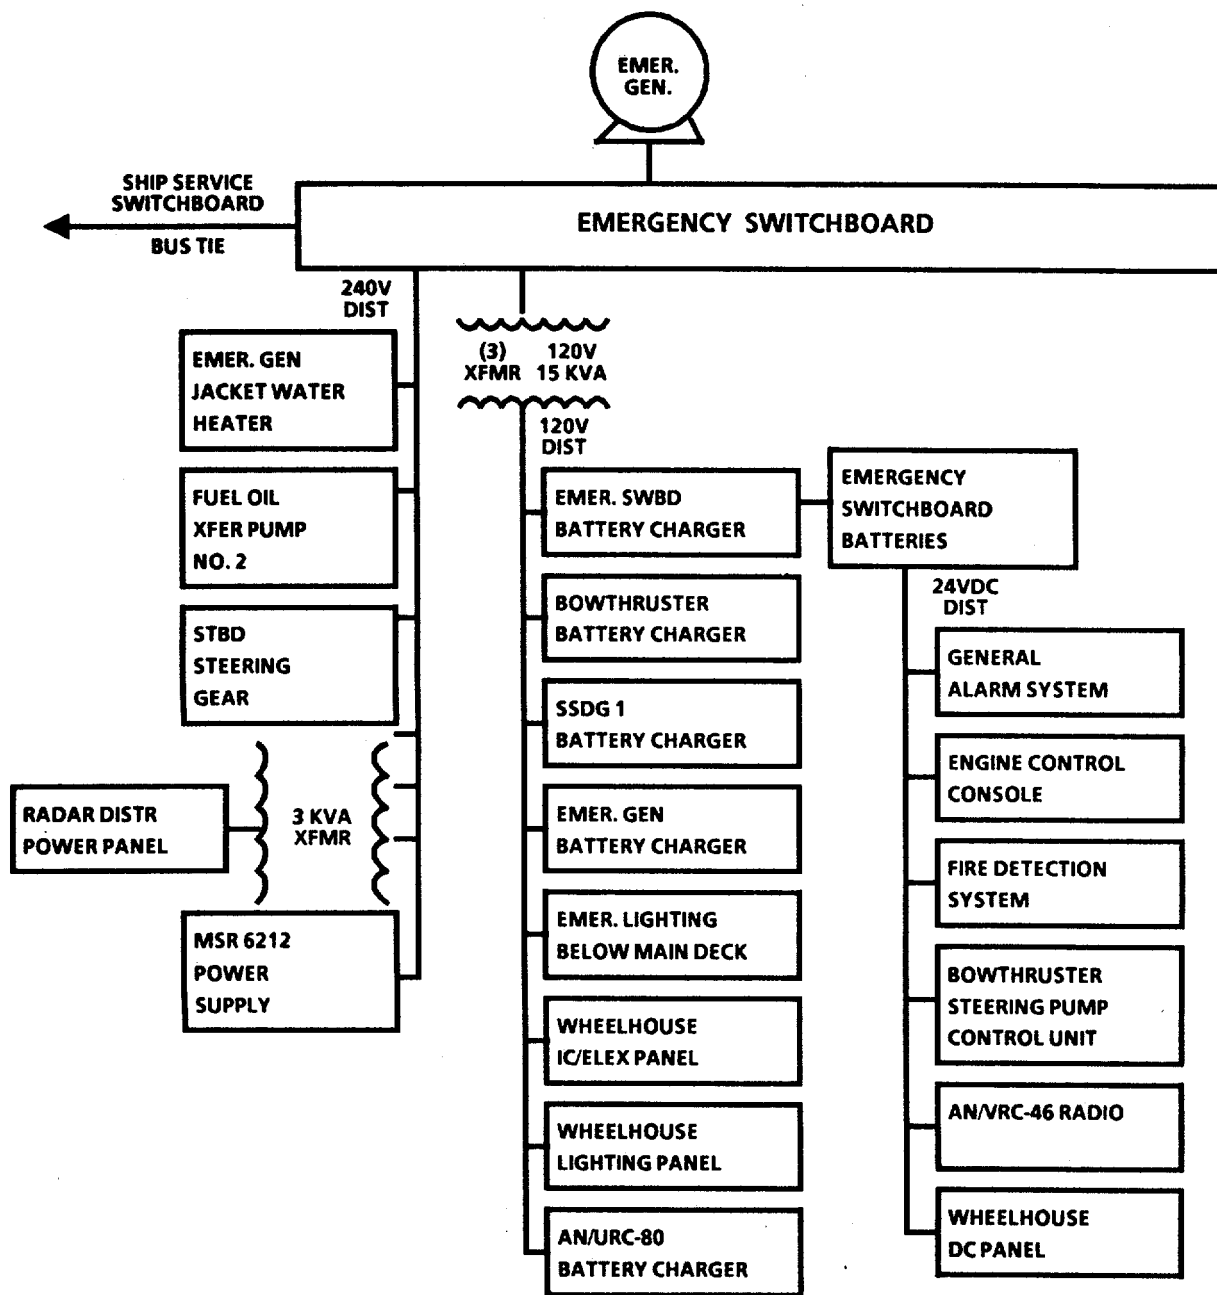 EMER.
GEN.
SHIP SERVICE
SWITCHBOARD
BUS TIE
EMERGENCY SWITCHBOARD
240V
DIST
EMER. GEN
JACKET WATER
HEATER
FUEL OIL
XFER PUMP
NO. 2
STBD
STEERING
GEAR
RADAR DISTR
POWER PANEL
3 KVA
XFMR
MSR 6212
POWER
SUPPLY
(3) 120V
XFMR 15 KVA
120V
DIST
EMER. SWBD
BATTERY CHARGER
BOWTHRUSTER
BATTERY CHARGER
SSDG 1
BATTERY CHARGER
EMER. GEN
BATTERY CHARGER
EMER. LIGHTING
BELOW MAIN DECK
WHEELHOUSE
IC/ELEX PANEL
WHEELHOUSE
LIGHTING PANEL
AN/URC-80
BATTERY CHARGER
EMERGENCY
SWITCHBOARD
BATTERIES
24VDC
DIST
GENERAL
ALARM SYSTEM
ENGINE CONTROL
CONSOLE
FIRE DETECTION
SYSTEM
BOWTHRUSTER
STEERING PUMP
CONTROL UNIT
AN/VRC-46 RADIO
WHEELHOUSE
DC PANEL